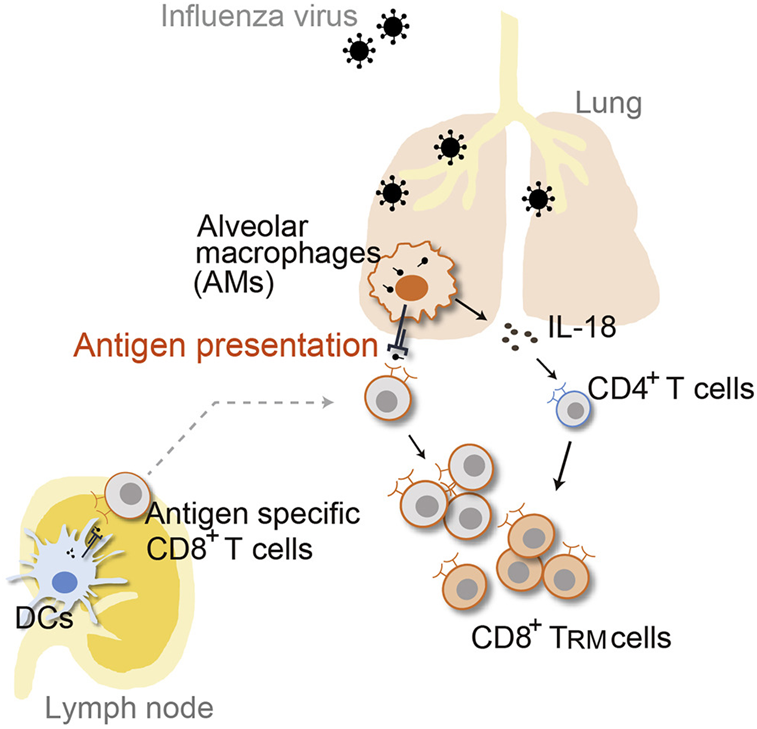 Influenza virus
Lung
Alveolar
macrophages
(AMs)
Antigen presentation
IL-18
CD4⁺ T cells
Antigen specific
CD8⁺ T cells
DCs
CD8⁺ TRM cells
Lymph node